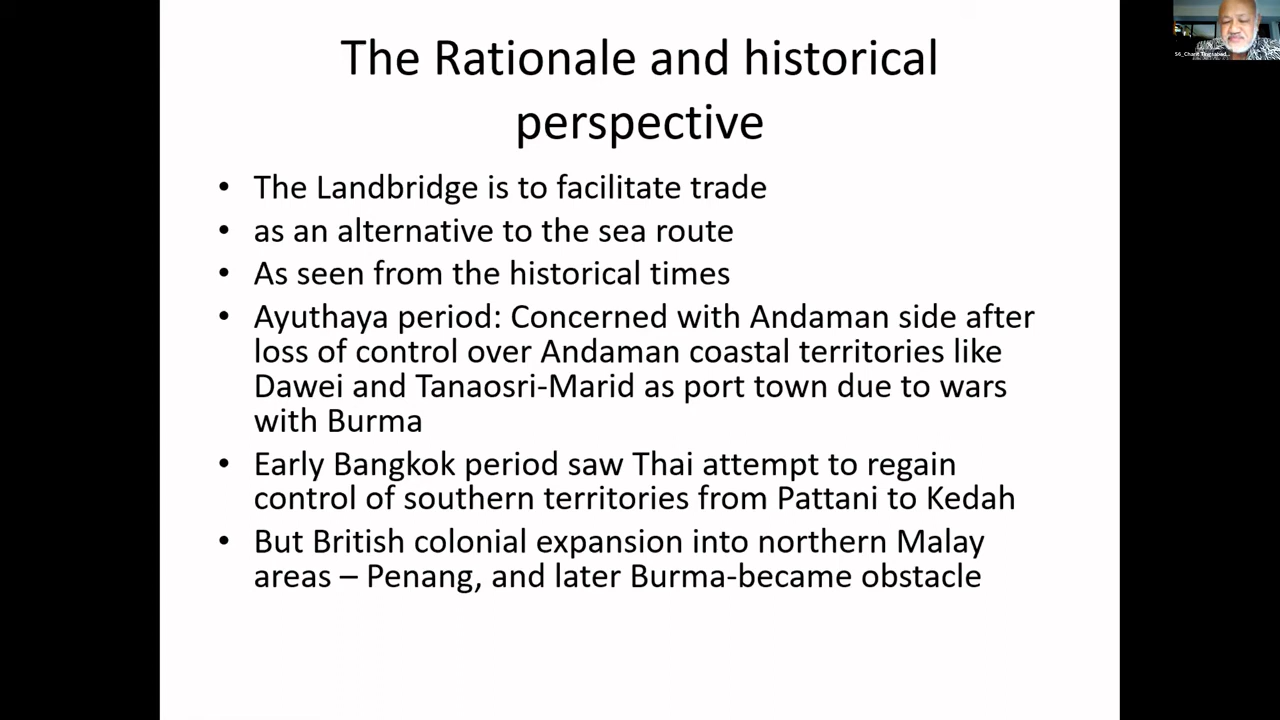 The Rationale and historical
perspective
• The Landbridge is to facilitate trade
• as an alternative to the sea route
• As seen from the historical times
• Ayuthaya period: Concerned with Andaman side after
loss of control over Andaman coastal territories like
Dawei and Tanaosri-Marid as port town due to wars
with Burma
• Early Bangkok period saw Thai attempt to regain
control of southern territories from Pattani to Kedah
• But British colonial expansion into northern Malay
areas – Penang, and later Burma-became obstacle